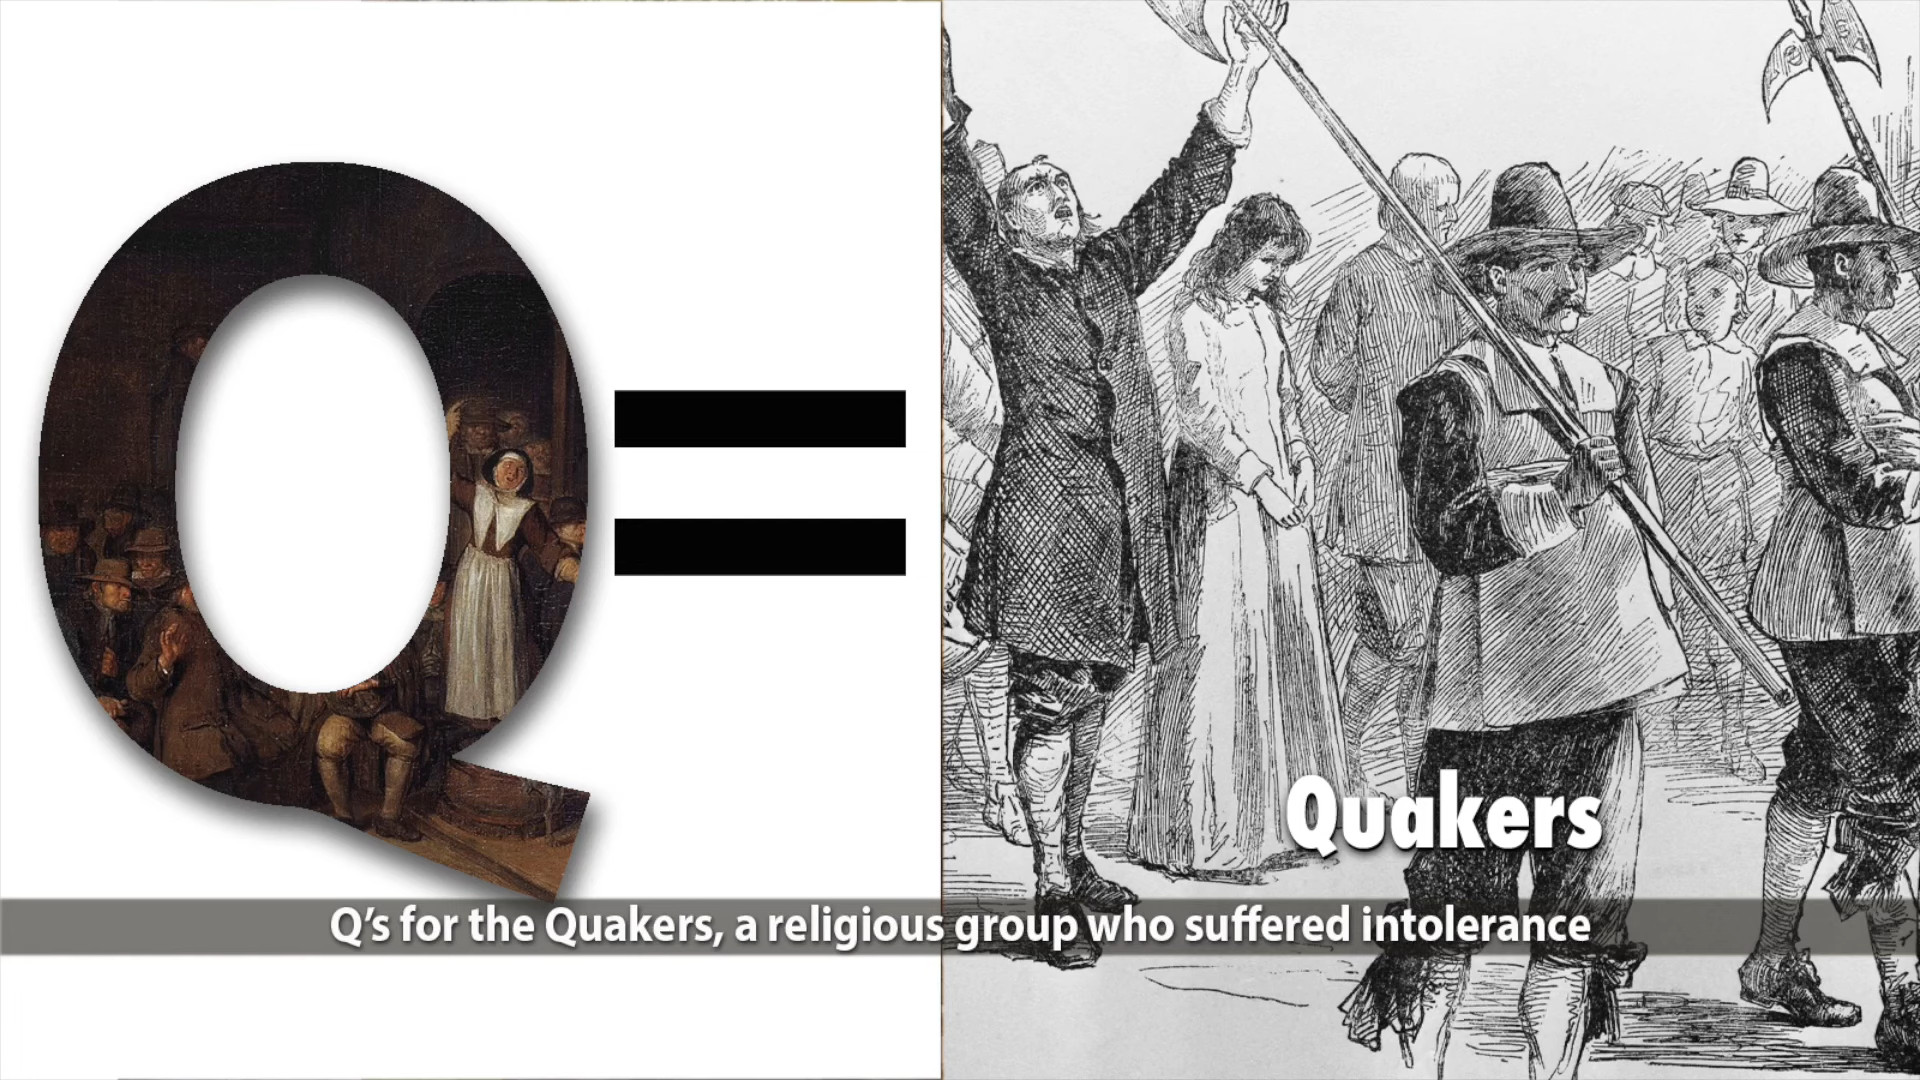 Q =
Quakers
Q’s for the Quakers, a religious group who suffered intolerance